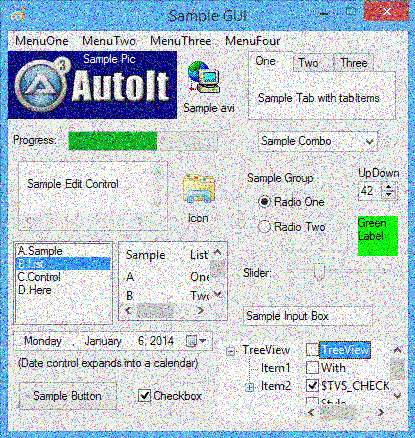 Sample GUI
MenuOne MenuTwo MenuThree MenuFour
Sample Pic
3
AutoIt
Sample avi
One Two Three
Sample Tab with tabItems
Progress:
Sample Combo
Sample Edit Control
Icon
Sample Group
Radio One
Radio Two
UpDown
42
Green
Label
A.Sample
C.Control
D.Here
Sample List
A One
B Two
Slider:
Sample Input Box
Monday , January 6, 2014
(Date control expands into a calendar)
TreeView
Item1
Item2
TreeView
With
$TVS_CHECK
Style
Sample Button
Checkbox